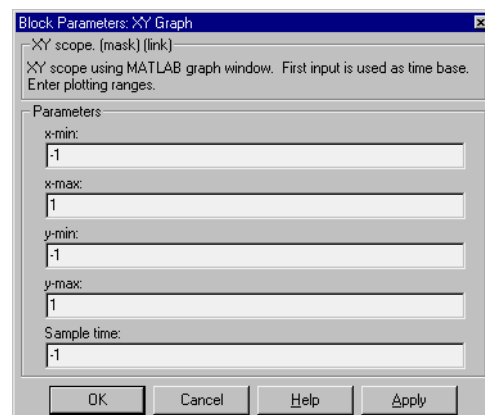 Block Parameters: XY Graph
XY scope. (mask) (link)
XY scope using MATLAB graph window.  First input is used as time base.
Enter plotting ranges.
Parameters
x-min:
-1
x-max:
1
y-min:
-1
y-max:
1
Sample time:
-1
OK Cancel Help Apply